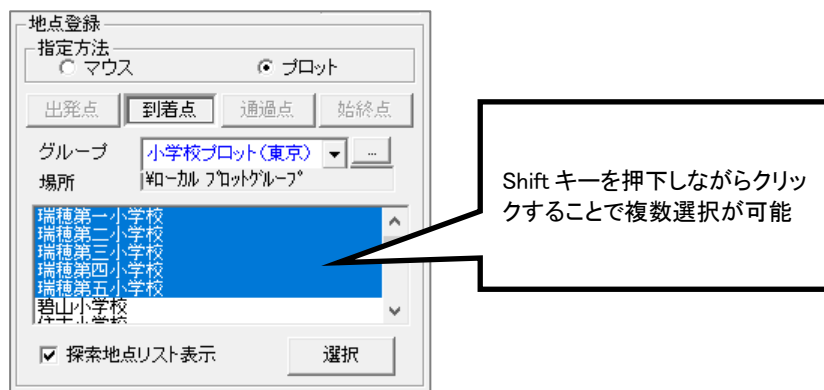 地点登録
指定方法
マウス
プロット
出発点
到着点
通過点
始終点
グループ
小学校プロット(東京)
...
場所
¥ローカル プロットグループ
瑞穂第一小学校
瑞穂第二小学校
瑞穂第三小学校
瑞穂第四小学校
瑞穂第五小学校
碧山小学校
探索地点リスト表示
選択
Shift キーを押下しながらクリッ
クすることで複数選択が可能